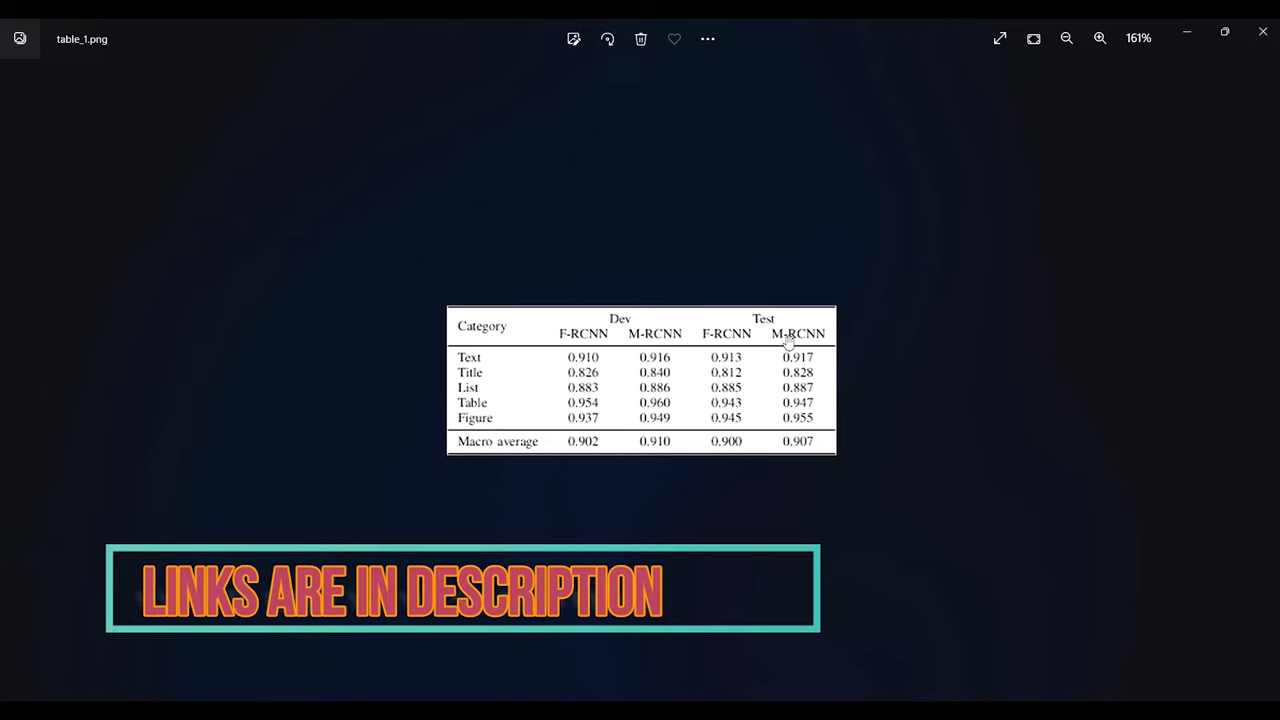 table_1.png
161%
Dev Test
Category
F-RCNN M-RCNN F-RCNN M-RCNN
Text 0.910 0.916 0.913 0.917
Title 0.826 0.840 0.812 0.828
List 0.883 0.886 0.885 0.887
Table 0.954 0.960 0.943 0.947
Figure 0.937 0.949 0.945 0.955
Macro average 0.902 0.910 0.900 0.907
LINKS ARE IN DESCRIPTION